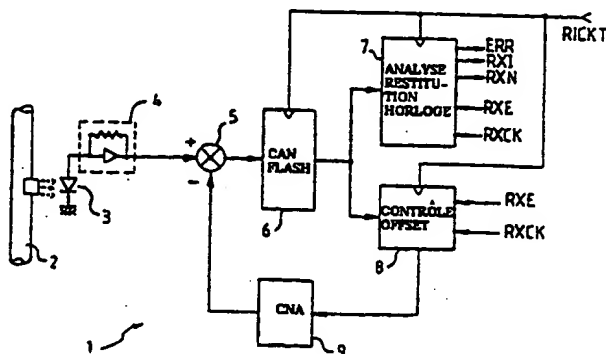 4
7
ERR
RXI
RXN
RXE
RXCK
RICKT
ANALYSE
RESTITU-
TION
HORLOGE
+
5
-
CAN
FLASH
6
3
2
CONTRÔLE
OFFSET
8
RXE
RXCK
CNA
9
1